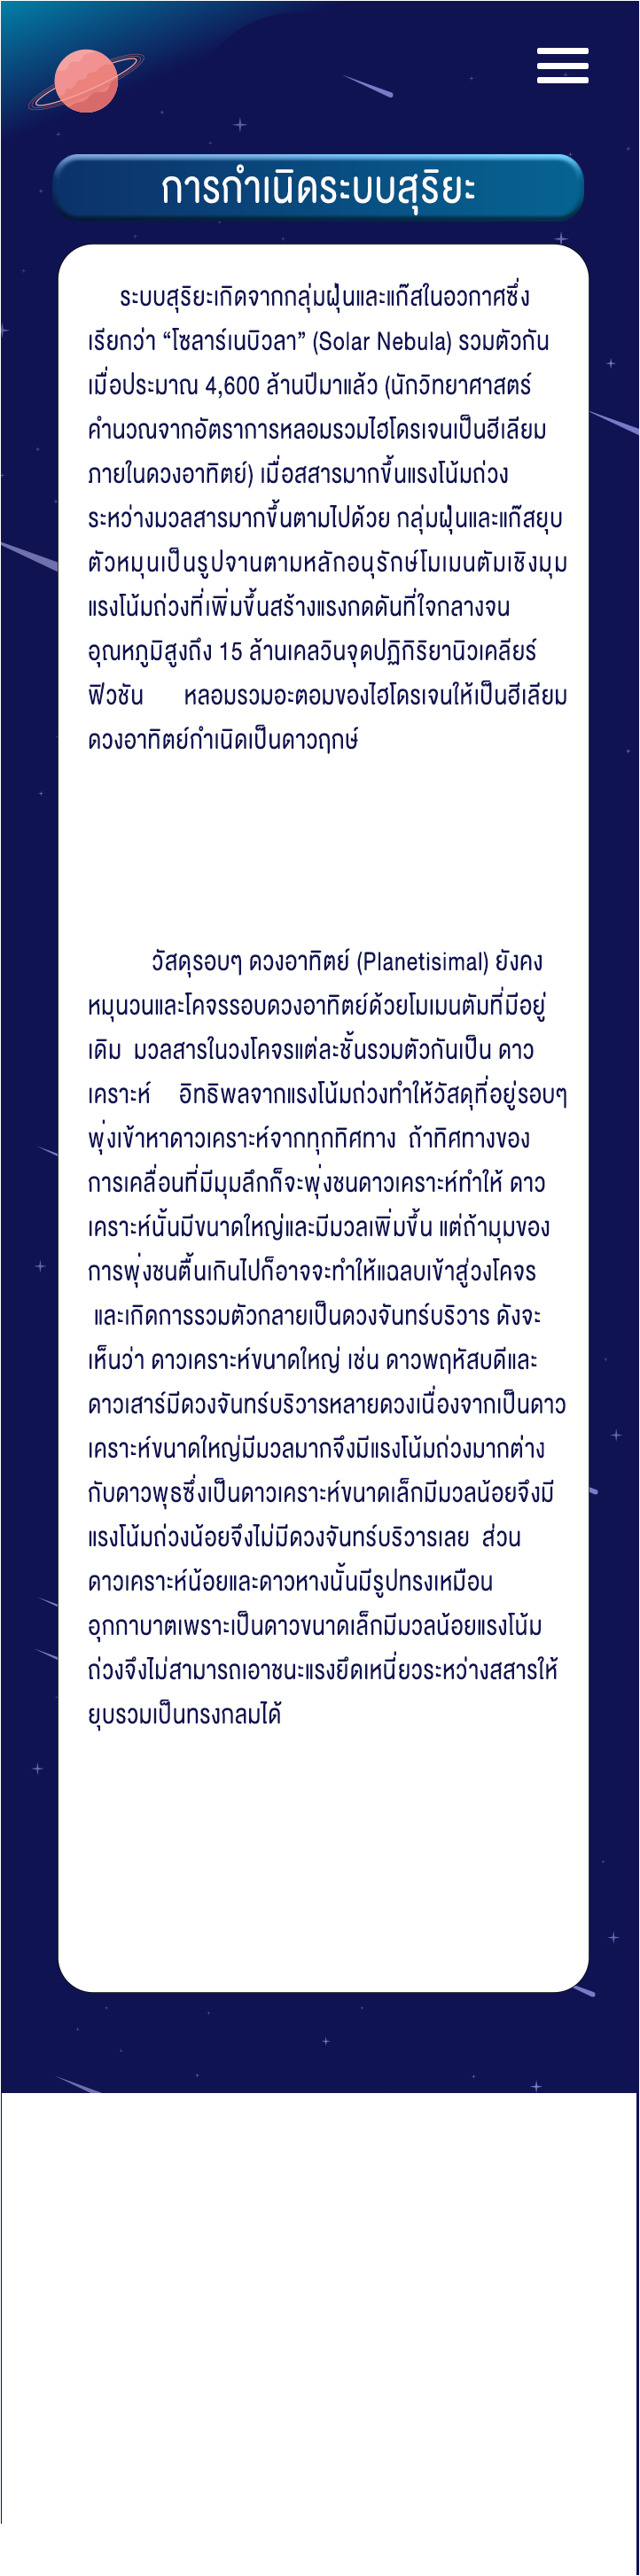 การกำเนิดระบบสุริยะ
ระบบสุริยะเกิดจากกลุ่มฝุ่นและแก๊สในอวกาศซึ่ง
เรียกว่า “โซลาร์เนบิวลา” (Solar Nebula) รวมตัวกัน
เมื่อประมาณ 4,600 ล้านปีมาแล้ว (นักวิทยาศาสตร์
คำนวณจากอัตราการหลอมรวมไฮโดรเจนเป็นฮีเลียม
ภายในดวงอาทิตย์) เมื่อสสารมากขึ้นแรงโน้มถ่วง
ระหว่างมวลสารมากขึ้นตามไปด้วย กลุ่มฝุ่นและแก๊สยุบ
ตัวหมุนเป็นรูปจานตามหลักอนุรักษ์โมเมนตัมเชิงมุม
แรงโน้มถ่วงที่เพิ่มขึ้นสร้างแรงกดดันที่ใจกลางจน
อุณหภูมิสูงถึง 15 ล้านเคลวินจุดปฏิกิริยานิวเคลียร์
ฟิวชัน หลอมรวมอะตอมของไฮโดรเจนให้เป็นฮีเลียม
ดวงอาทิตย์กำเนิดเป็นดาวฤกษ์
วัสดุรอบๆ ดวงอาทิตย์ (Planetisimal) ยังคง
หมุนวนและโคจรรอบดวงอาทิตย์ด้วยโมเมนตัมที่มีอยู่
เดิม มวลสารในวงโคจรแต่ละชั้นรวมตัวกันเป็น ดาว
เคราะห์ อิทธิพลจากแรงโน้มถ่วงทำให้วัสดุที่อยู่รอบๆ
พุ่งเข้าหาดาวเคราะห์จากทุกทิศทาง ถ้าทิศทางของ
การเคลื่อนที่มีมุมลึกก็จะพุ่งชนดาวเคราะห์ทำให้ ดาว
เคราะห์นั้นมีขนาดใหญ่และมีมวลเพิ่มขึ้น แต่ถ้ามุมของ
การพุ่งชนตื้นเกินไปก็อาจจะทำให้แฉลบเข้าสู่วงโคจร
และเกิดการรวมตัวกลายเป็นดวงจันทร์บริวาร ดังจะ
เห็นว่า ดาวเคราะห์ขนาดใหญ่ เช่น ดาวพฤหัสบดีและ
ดาวเสาร์มีดวงจันทร์บริวารหลายดวงเนื่องจากเป็นดาว
เคราะห์ขนาดใหญ่มีมวลมากจึงมีแรงโน้มถ่วงมากต่าง
กับดาวพุธซึ่งเป็นดาวเคราะห์ขนาดเล็กมีมวลน้อยจึงมี
แรงโน้มถ่วงน้อยจึงไม่มีดวงจันทร์บริวารเลย ส่วน
ดาวเคราะห์น้อยและดาวหางนั้นมีรูปทรงเหมือน
อุกกาบาตเพราะเป็นดาวขนาดเล็กมีมวลน้อยแรงโน้ม
ถ่วงจึงไม่สามารถเอาชนะแรงยึดเหนี่ยวระหว่างสสารให้
ยุบรวมเป็นทรงกลมได้